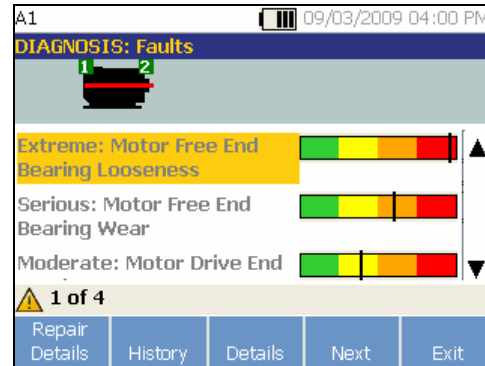 A1 09/03/2009 04:00 PM
DIAGNOSIS: Faults
1 2
Extreme: Motor Free End
Bearing Looseness
Serious: Motor Free End
Bearing Wear
Moderate: Motor Drive End
1 of 4
Repair
Details History Details Next Exit